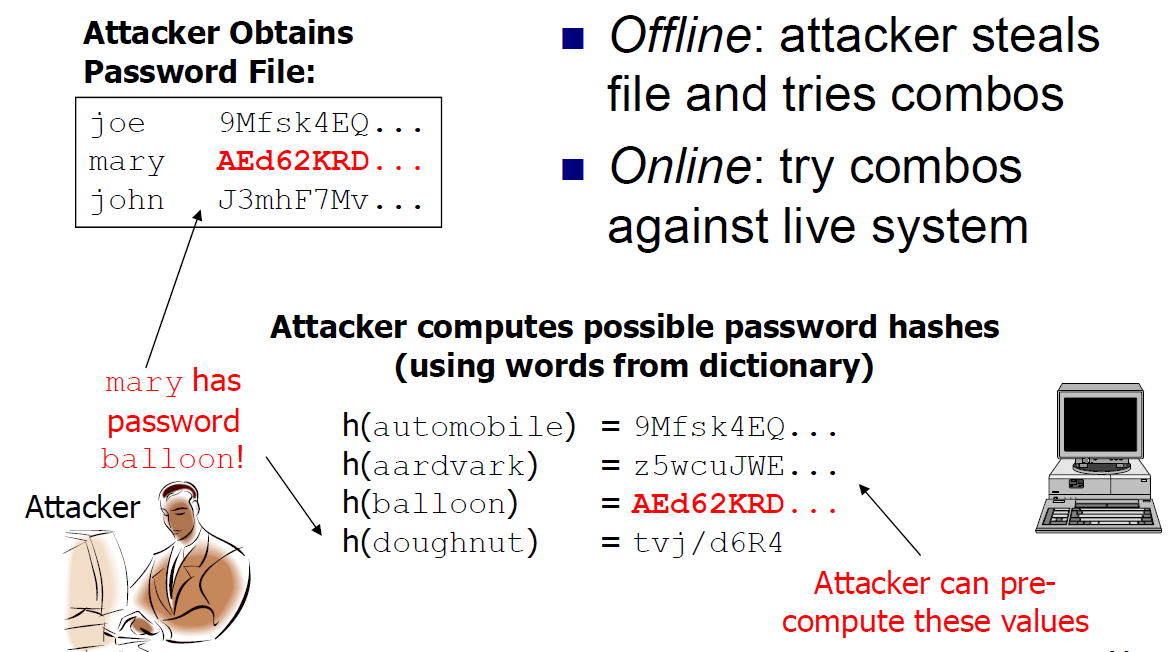 Attacker Obtains
Password File:
joe 9Mfsk4EQ...
mary AEd62KRD...
john J3mhF7Mv...
■ Offline: attacker steals
file and tries combos
■ Online: try combos
against live system
Attacker computes possible password hashes
(using words from dictionary)
mary has
password
balloon!
Attacker
h(automobile) = 9Mfsk4EQ...
h(aardvark) = z5wcuJWE...
h(balloon) = AEd62KRD...
h(doughnut) = tvj/d6R4
Attacker can pre-
compute these values